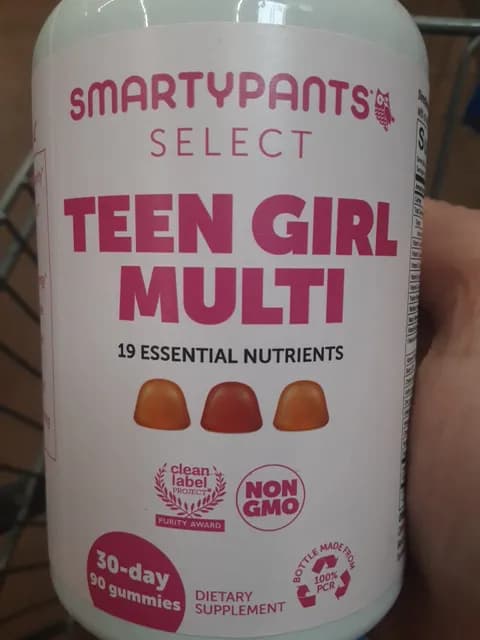 SMARTYPANTS
SELECT
TEEN GIRL
MULTI
19 ESSENTIAL NUTRIENTS
clean
label
PROJECT
PURITY AWARD
NON
GMO
30-day
90 gummies
DIETARY
SUPPLEMENT
BOTTLE MADE FROM
100%
PCR